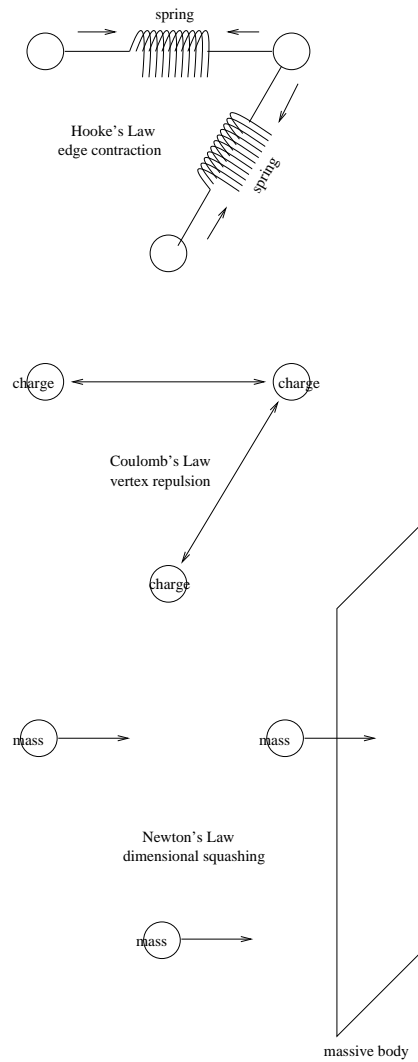 spring
Hooke's Law
edge contraction
spring
charge
charge
Coulomb's Law
vertex repulsion
charge
mass
mass
Newton's Law
dimensional squashing
mass
massive body